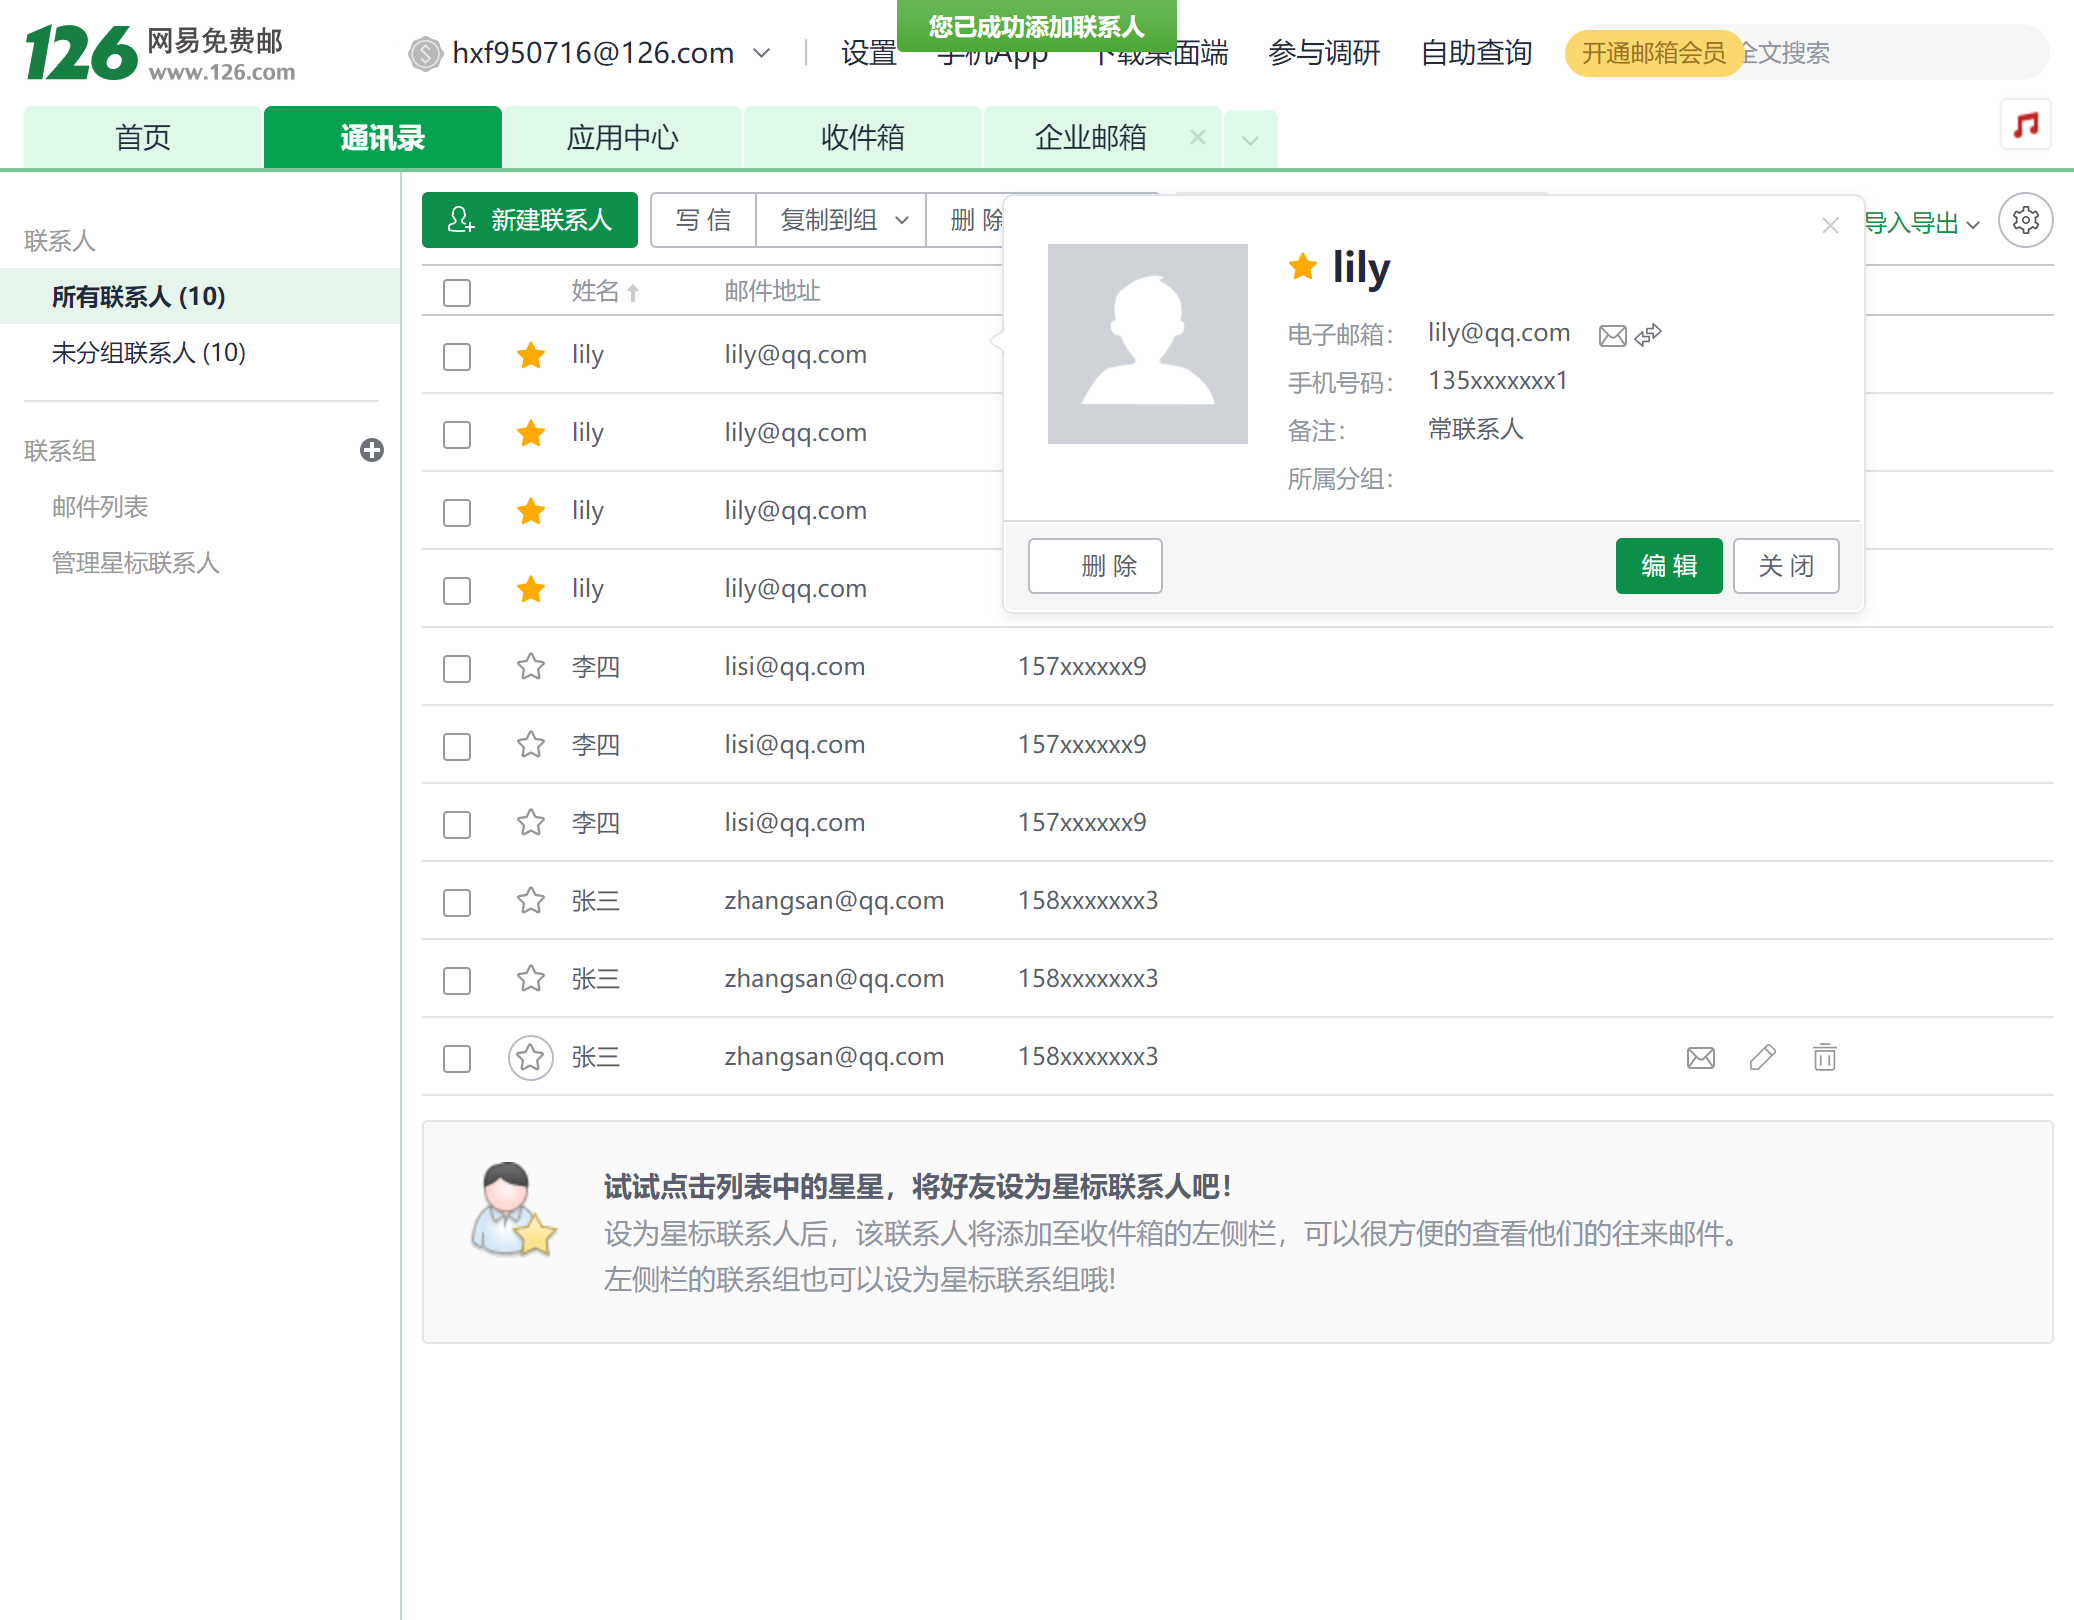 126 网易免费邮
www.126.com
hxf950716@126.com
设置
手机App
下载桌面端
参与调研
自助查询
开通邮箱会员
全文搜索
您已成功添加联系人
首页
通讯录
应用中心
收件箱
企业邮箱
联系人
所有联系人 (10)
未分组联系人 (10)
联系组
邮件列表
管理星标联系人
新建联系人
写 信
复制到组
删 除
导入导出
姓名
邮件地址
lily lily@qq.com
lily lily@qq.com
lily lily@qq.com
lily lily@qq.com
李四 lisi@qq.com 157xxxxxx9
李四 lisi@qq.com 157xxxxxx9
李四 lisi@qq.com 157xxxxxx9
张三 zhangsan@qq.com 158xxxxxxx3
张三 zhangsan@qq.com 158xxxxxxx3
张三 zhangsan@qq.com 158xxxxxxx3
lily
电子邮箱： lily@qq.com
手机号码： 135xxxxxxx1
备注： 常联系人
所属分组：
删 除
编 辑
关 闭
试试点击列表中的星星，将好友设为星标联系人吧！
设为星标联系人后，该联系人将添加至收件箱的左侧栏，可以很方便的查看他们的往来邮件。
左侧栏的联系组也可以设为星标联系组哦!